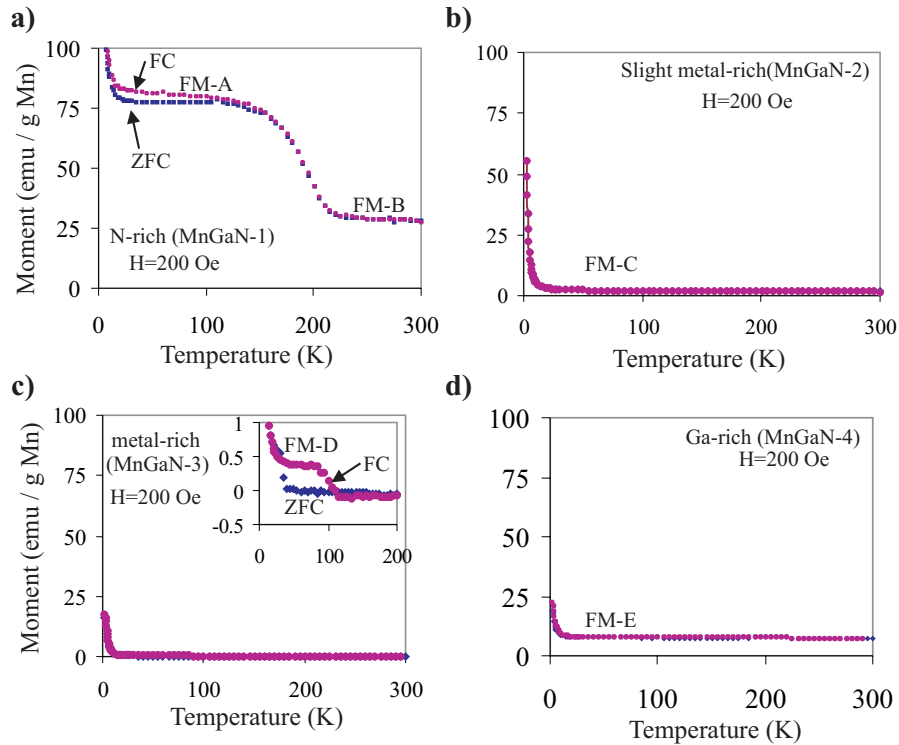 a)
100
75
50
25
0
Moment (emu / g Mn)
FC
FM-A
ZFC
FM-B
N-rich (MnGaN-1)
H=200 Oe
0
100
200
300
Temperature (K)
b)
100
75
50
25
0
Slight metal-rich(MnGaN-2)
H=200 Oe
FM-C
0
100
200
300
Temperature (K)
c)
100
75
50
25
0
Moment (emu / g Mn)
metal-rich
(MnGaN-3)
H=200 Oe
1
0.5
0
-0.5
FM-D
FC
ZFC
0
100
200
0
100
200
300
Temperature (K)
d)
100
75
50
25
0
Ga-rich (MnGaN-4)
H=200 Oe
FM-E
0
100
200
300
Temperature (K)